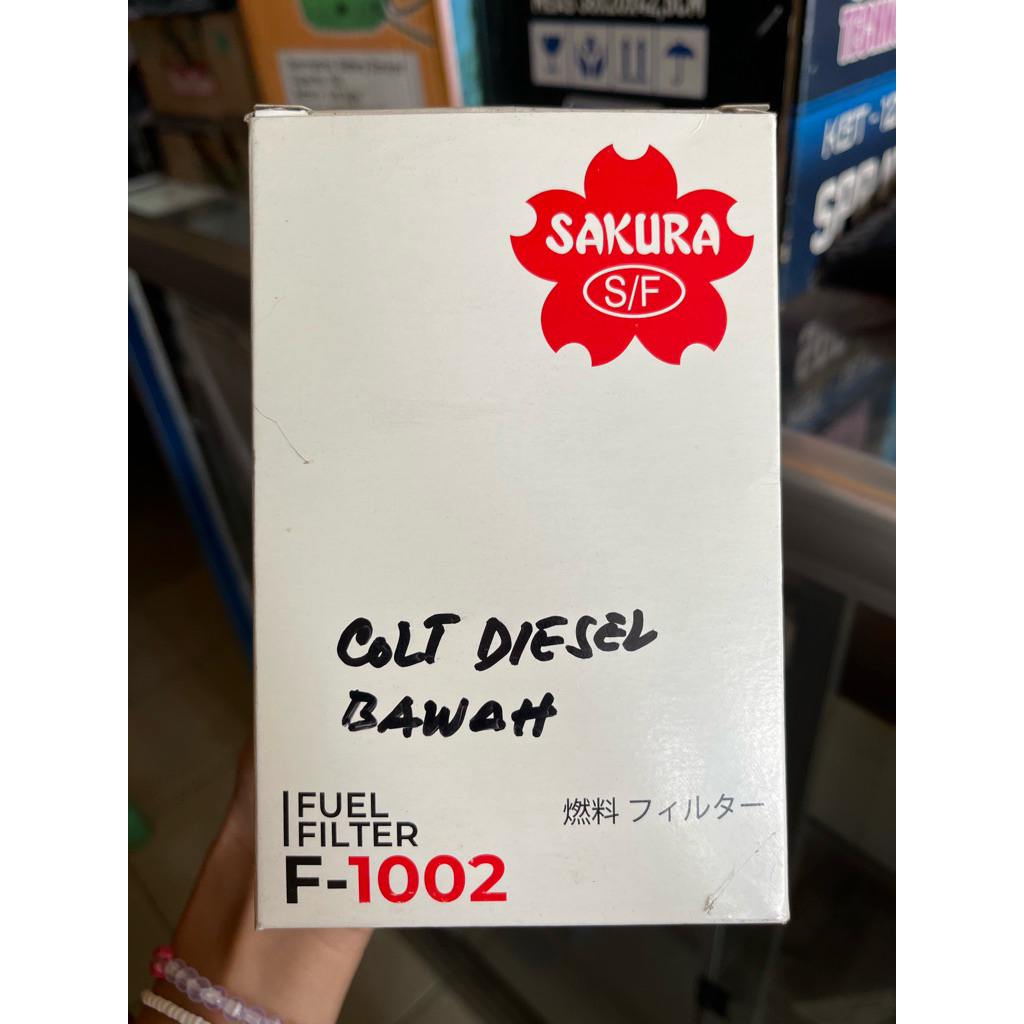 SAKURA
S/F
COLT DIESEL
BAWAH
FUEL
FILTER
燃料 フィルター
F-1002